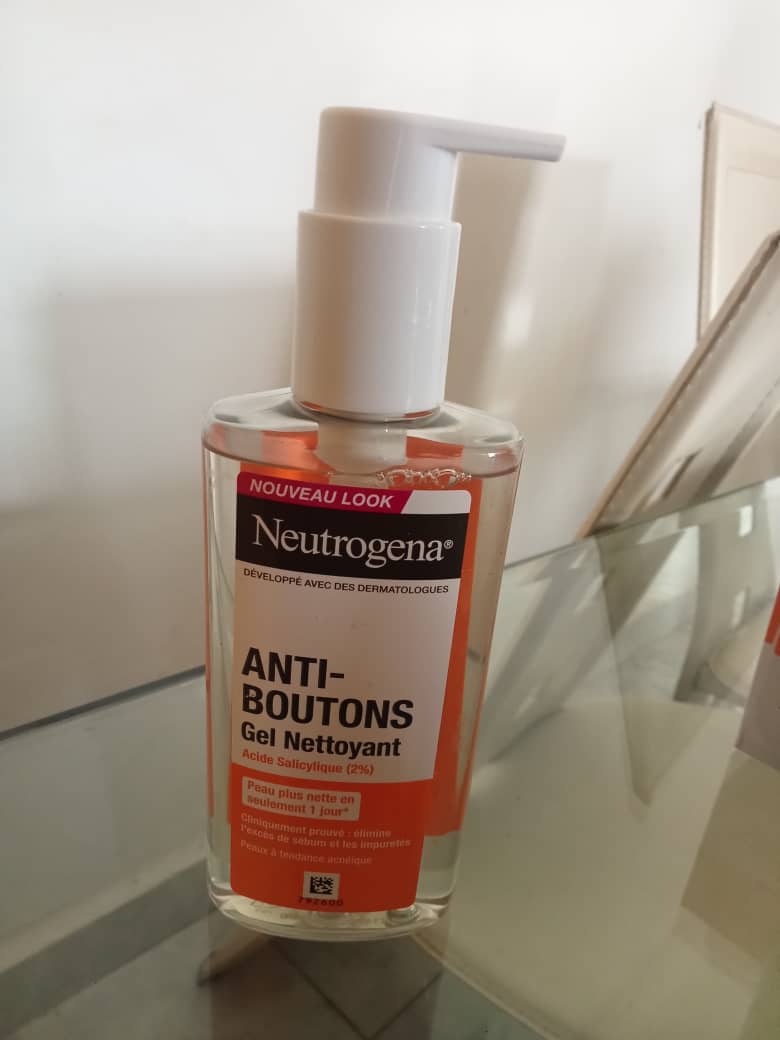 NOUVEAU LOOK
Neutrogena®
DÉVELOPPÉ AVEC DES DERMATOLOGUES
ANTI-
BOUTONS
Gel Nettoyant
Acide Salicylique (2%)
Peau plus nette en
seulement 1 jour*
Cliniquement prouvé : élimine
l'excès de sébum et les impuretés
Peaux à tendance acnéique
792600